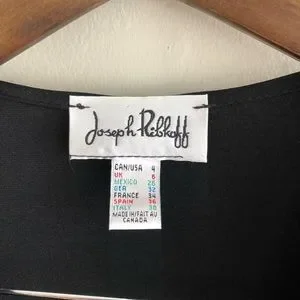 Joseph Ribkoff
CAN/USA 4
UK 6
MEXICO 26
GER 32
FRANCE 34
SPAIN 36
ITALY 38
MADE IN/FAIT AU
CANADA